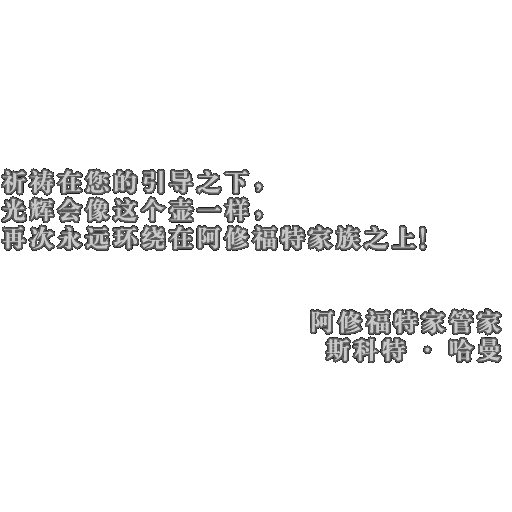 祈祷在您的引导之下，
光辉会像这个壶一样，
再次永远环绕在阿修福特家族之上！
阿修福特家管家
斯科特·哈曼